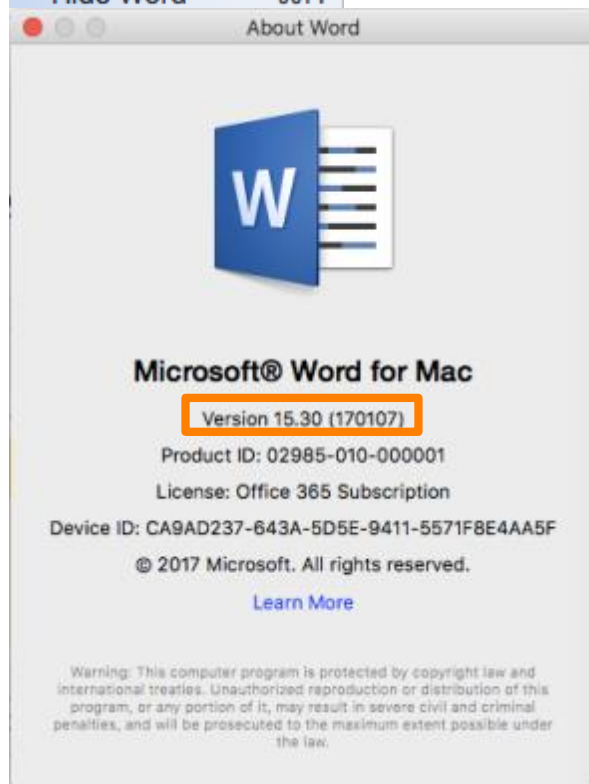 About Word
W
Microsoft® Word for Mac
Version 15.30 (170107)
Product ID: 02985-010-000001
License: Office 365 Subscription
Device ID: CA9AD237-643A-5D5E-9411-5571F8E4AA5F
© 2017 Microsoft. All rights reserved.
Learn More
Warning: This computer program is protected by copyright law and
international treaties. Unauthorized reproduction or distribution of this
program, or any portion of it, may result in severe civil and criminal
penalties, and will be prosecuted to the maximum extent possible under
the law.